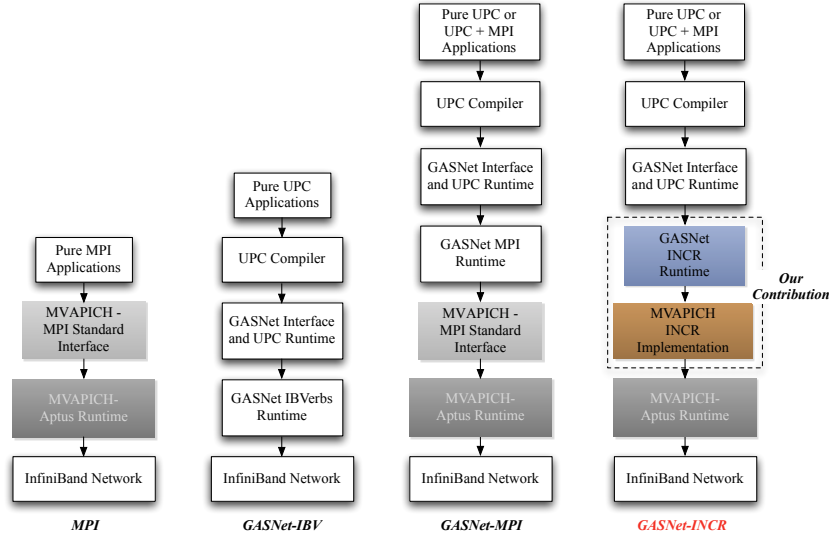 Pure MPI
Applications
MVAPICH -
MPI Standard
Interface
MVAPICH-
Aptus Runtime
InfiniBand Network
MPI
Pure UPC
Applications
UPC Compiler
GASNet Interface
and UPC Runtime
GASNet IBVerbs
Runtime
InfiniBand Network
GASNet-IBV
Pure UPC or
UPC + MPI
Applications
UPC Compiler
GASNet Interface
and UPC Runtime
GASNet MPI
Runtime
MVAPICH -
MPI Standard
Interface
MVAPICH-
Aptus Runtime
InfiniBand Network
GASNet-MPI
Pure UPC or
UPC + MPI
Applications
UPC Compiler
GASNet Interface
and UPC Runtime
GASNet
INCR
Runtime
MVAPICH
INCR
Implementation
Our
Contribution
MVAPICH-
Aptus Runtime
InfiniBand Network
GASNet-INCR